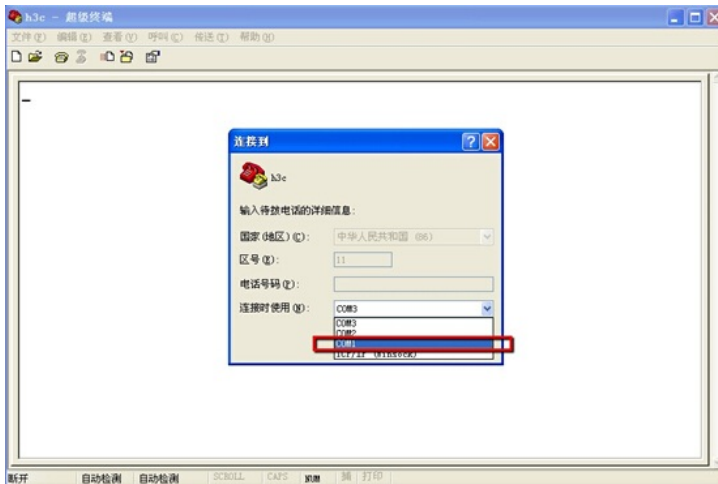 h3c - 超级终端
文件(F) 编辑(E) 查看(V) 呼叫(C) 传送(T) 帮助(H)
连接到
h3c
输入待拨电话的详细信息:
国家(地区)(C): 中华人民共和国 (86)
区号(E): 11
电话号码(P):
连接时使用(N): COM3
COM3
COM2
COM1
TCP/IP (Winsock)
断开 自动检测 自动检测 SCROLL CAPS NUM 捕 打印